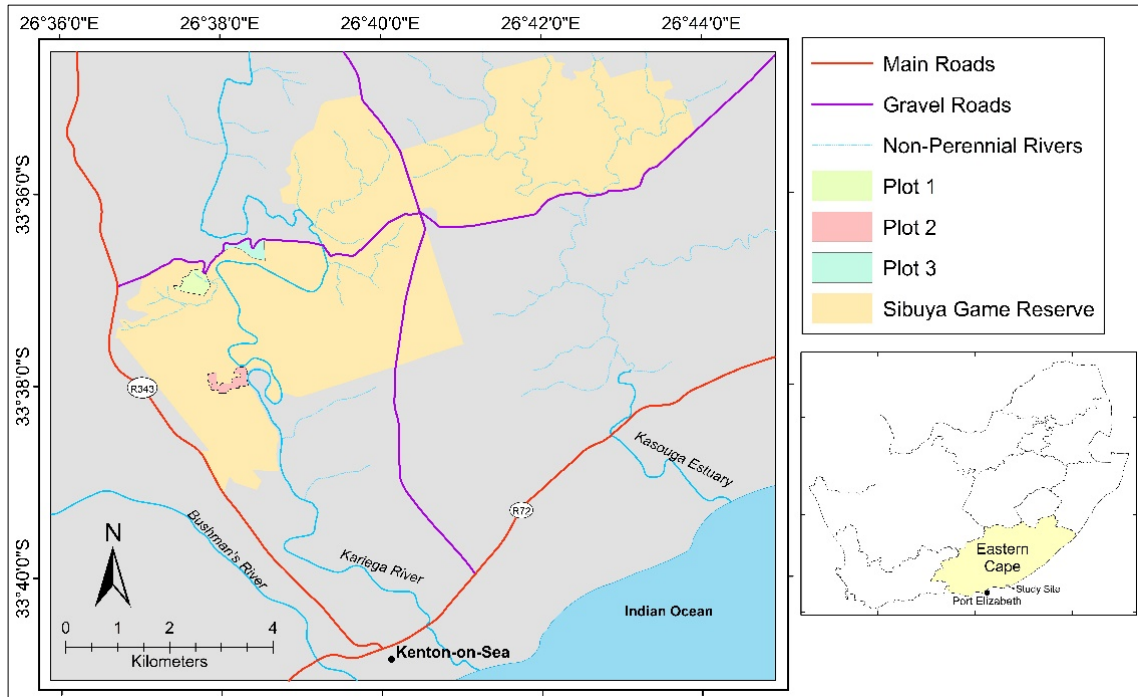 26°36'0"E
26°38'0"E
26°40'0"E
26°42'0"E
26°44'0"E
33°36'0"S
33°38'0"S
33°40'0"S
R343
Kasouga Estuary
R72
Bushman's River
Kariega River
N
Indian Ocean
0 1 2 4
Kilometers
Kenton-on-Sea
Main Roads
Gravel Roads
Non-Perennial Rivers
Plot 1
Plot 2
Plot 3
Sibuya Game Reserve
Eastern
Cape
Study Site
Port Elizabeth